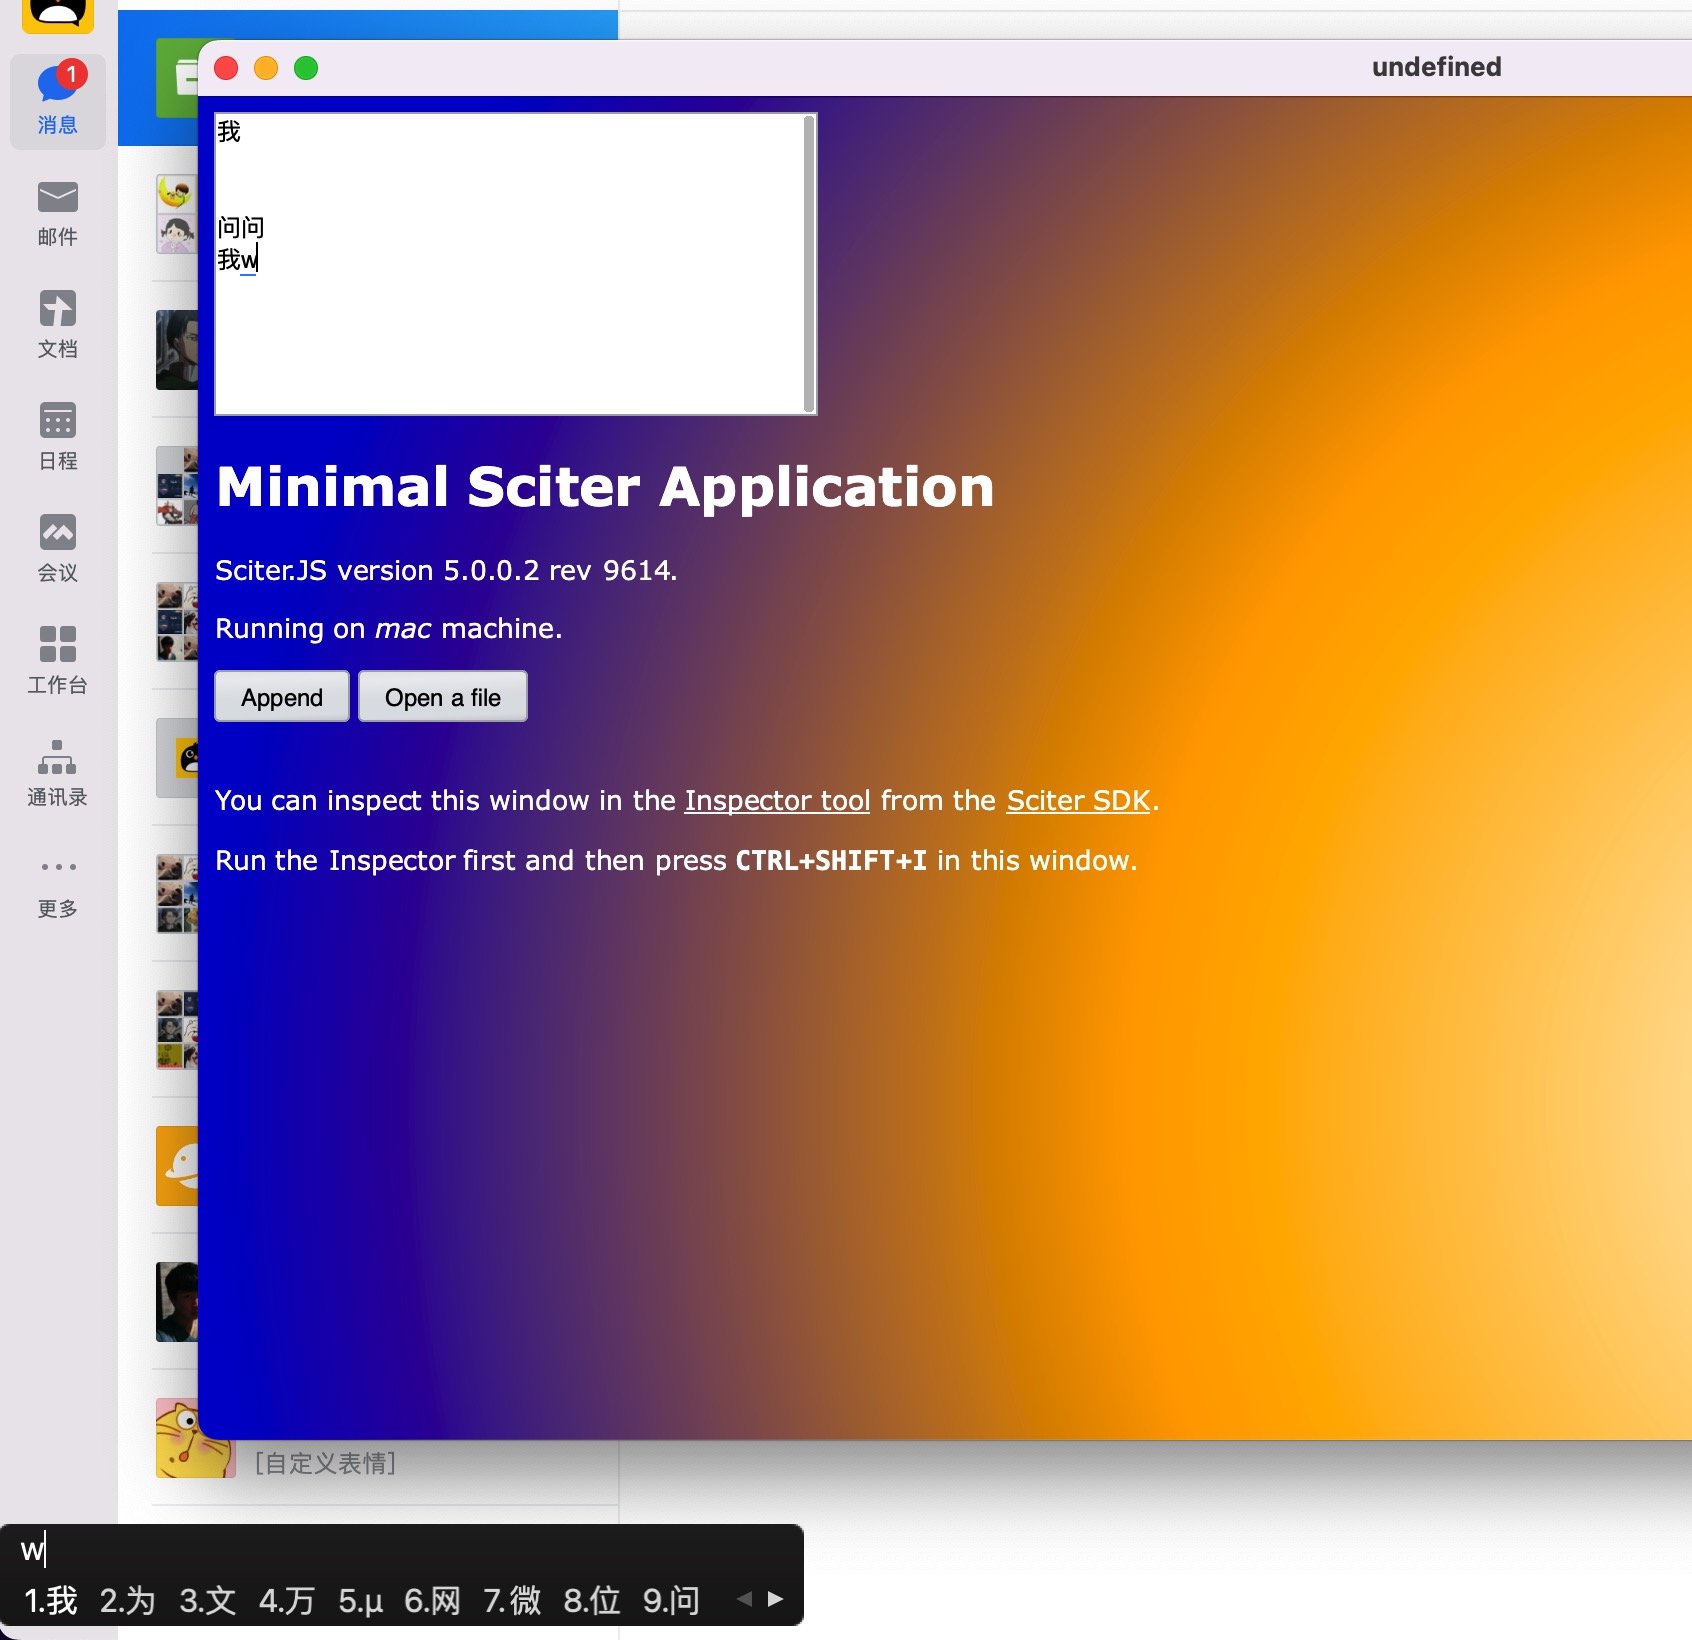 1
消息
邮件
文档
日程
会议
工作台
通讯录
更多
undefined
我
问问
我w
Minimal Sciter Application
Sciter.JS version 5.0.0.2 rev 9614.
Running on mac machine.
Append
Open a file
You can inspect this window in the Inspector tool from the Sciter SDK.
Run the Inspector first and then press CTRL+SHIFT+I in this window.
[自定义表情]
w
1.我 2.为 3.文 4.万 5.μ 6.网 7.微 8.位 9.问